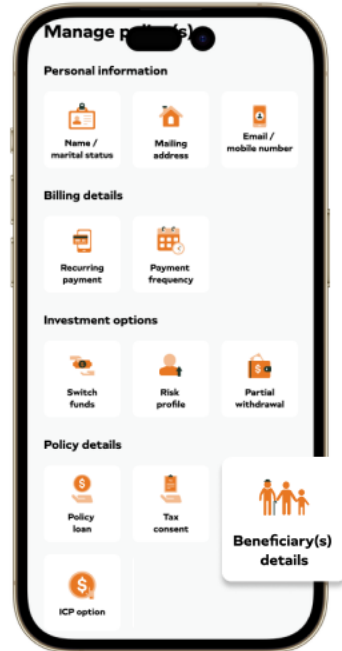 Manage p
s)
Personal information
Name /
marital status
Mailing
address
Email /
mobile number
Billing details
Recurring
payment
Payment
frequency
Investment options
Switch
funds
Risk
profile
Partial
withdrawal
Policy details
Policy
loan
Tax
consent
Beneficiary(s)
details
ICP option